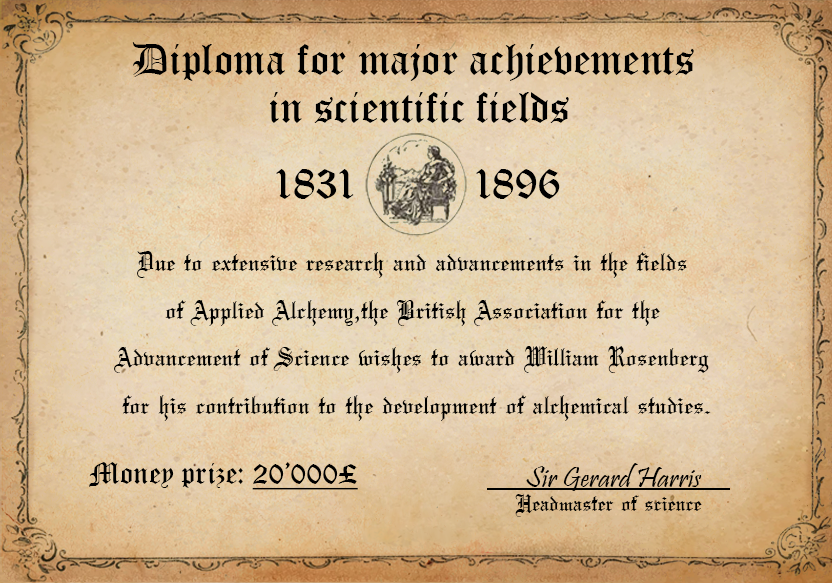 Diploma for major achievements
in scientific fields
1831 1896
Due to extensive research and advancements in the fields
of Applied Alchemy,the British Association for the
Advancement of Science wishes to award William Rosenberg
for his contribution to the development of alchemical studies.
Money prize: 20'000£
Sir Gerard Harris
Headmaster of science